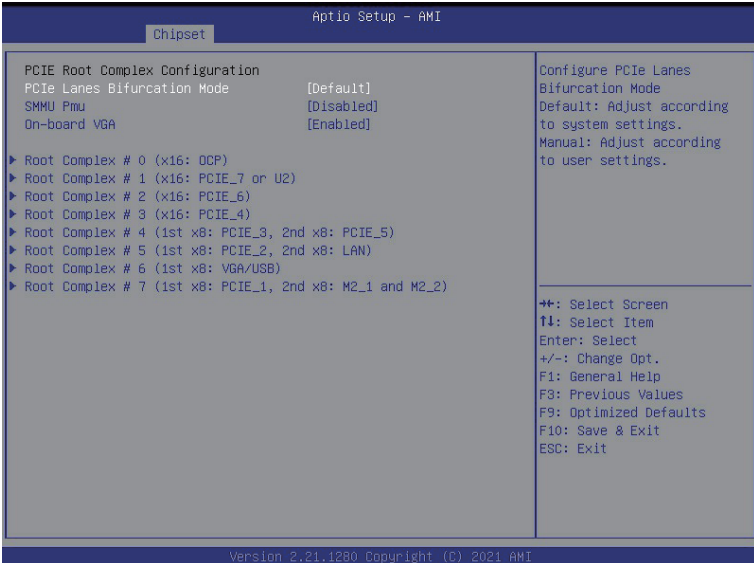 Aptio Setup – AMI
Chipset
PCIE Root Complex Configuration
PCIe Lanes Bifurcation Mode [Default]
SMMU Pmu [Disabled]
On-board VGA [Enabled]
▶ Root Complex # 0 (x16: OCP)
▶ Root Complex # 1 (x16: PCIE_7 or U2)
▶ Root Complex # 2 (x16: PCIE_6)
▶ Root Complex # 3 (x16: PCIE_4)
▶ Root Complex # 4 (1st x8: PCIE_3, 2nd x8: PCIE_5)
▶ Root Complex # 5 (1st x8: PCIE_2, 2nd x8: LAN)
▶ Root Complex # 6 (1st x8: VGA/USB)
▶ Root Complex # 7 (1st x8: PCIE_1, 2nd x8: M2_1 and M2_2)
Configure PCIe Lanes
Bifurcation Mode
Default: Adjust according
to system settings.
Manual: Adjust according
to user settings.
→←: Select Screen
↑↓: Select Item
Enter: Select
+/-: Change Opt.
F1: General Help
F3: Previous Values
F9: Optimized Defaults
F10: Save & Exit
ESC: Exit
Version 2.21.1280 Copyright (C) 2021 AMI